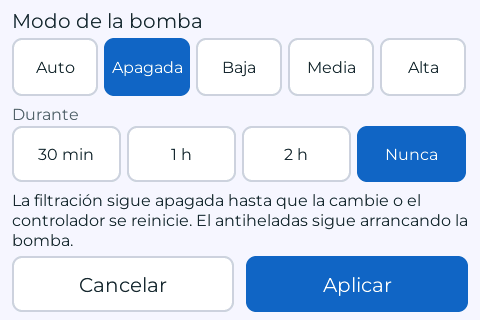 Modo de la bomba
Auto
Apagada
Baja
Media
Alta
Durante
30 min
1 h
2 h
Nunca
La filtración sigue apagada hasta que la cambie o el
controlador se reinicie. El antiheladas sigue arrancando la
bomba.
Cancelar
Aplicar